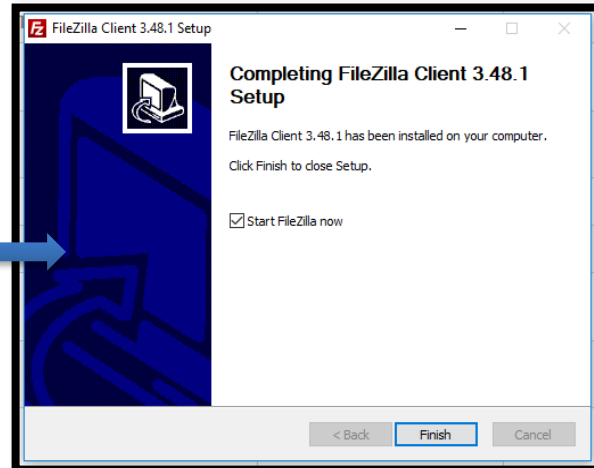 FileZilla Client 3.48.1 Setup
Completing FileZilla Client 3.48.1
Setup
FileZilla Client 3.48.1 has been installed on your computer.
Click Finish to close Setup.
Start FileZilla now
< Back Finish Cancel